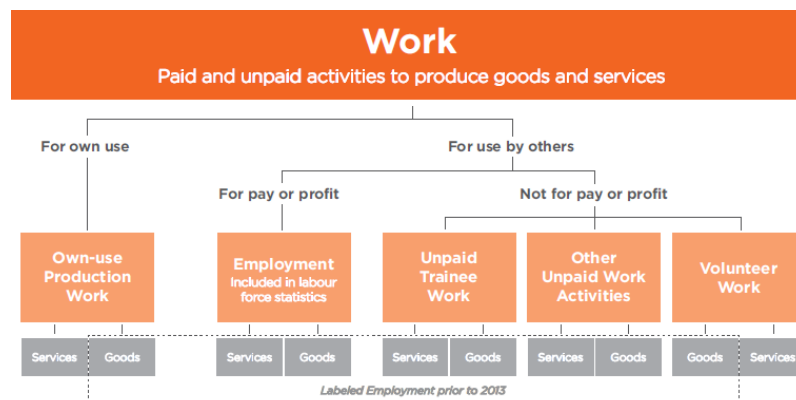 Work
Paid and unpaid activities to produce goods and services
For own use
For use by others
For pay or profit
Not for pay or profit
Own-use
Production
Work
Employment
Included in labour
force statistics
Unpaid
Trainee
Work
Other
Unpaid Work
Activities
Volunteer
Work
Services
Goods
Services
Goods
Services
Goods
Services
Goods
Goods
Services
Labeled Employment prior to 2013